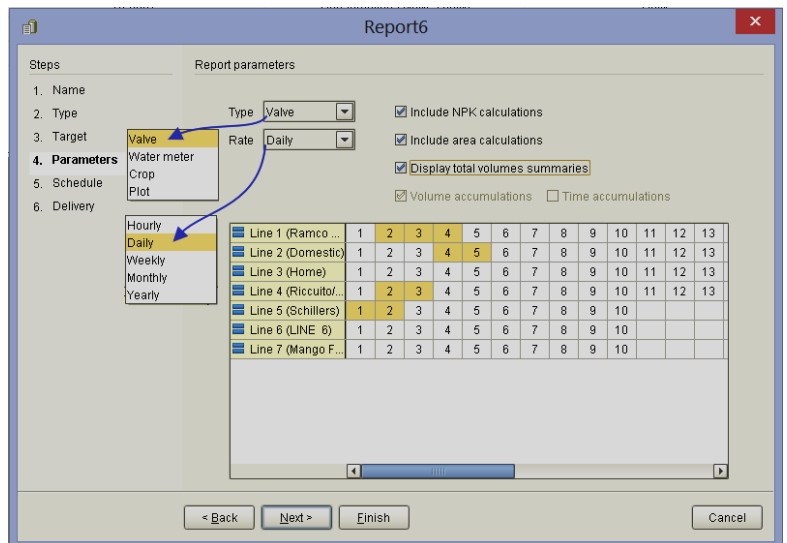 Report6
Steps
1. Name
2. Type
3. Target
4. Parameters
5. Schedule
6. Delivery
Report parameters
Type Valve
Rate Daily
Include NPK calculations
Include area calculations
Display total volumes summaries
Volume accumulations Time accumulations
Valve
Water meter
Crop
Plot
Hourly
Daily
Weekly
Monthly
Yearly
Line 1 (Ramco ... 1 2 3 4 5 6 7 8 9 10 11 12 13
Line 2 (Domestic) 1 2 3 4 5 6 7 8 9 10 11 12 13
Line 3 (Home) 1 2 3 4 5 6 7 8 9 10 11 12 13
Line 4 (Riccuito/... 1 2 3 4 5 6 7 8 9 10 11 12 13
Line 5 (Schillers) 1 2 3 4 5 6 7 8 9 10
Line 6 (LINE 6) 1 2 3 4 5 6 7 8 9 10
Line 7 (Mango F... 1 2 3 4 5 6 7 8 9 10
< Back Next > Finish Cancel